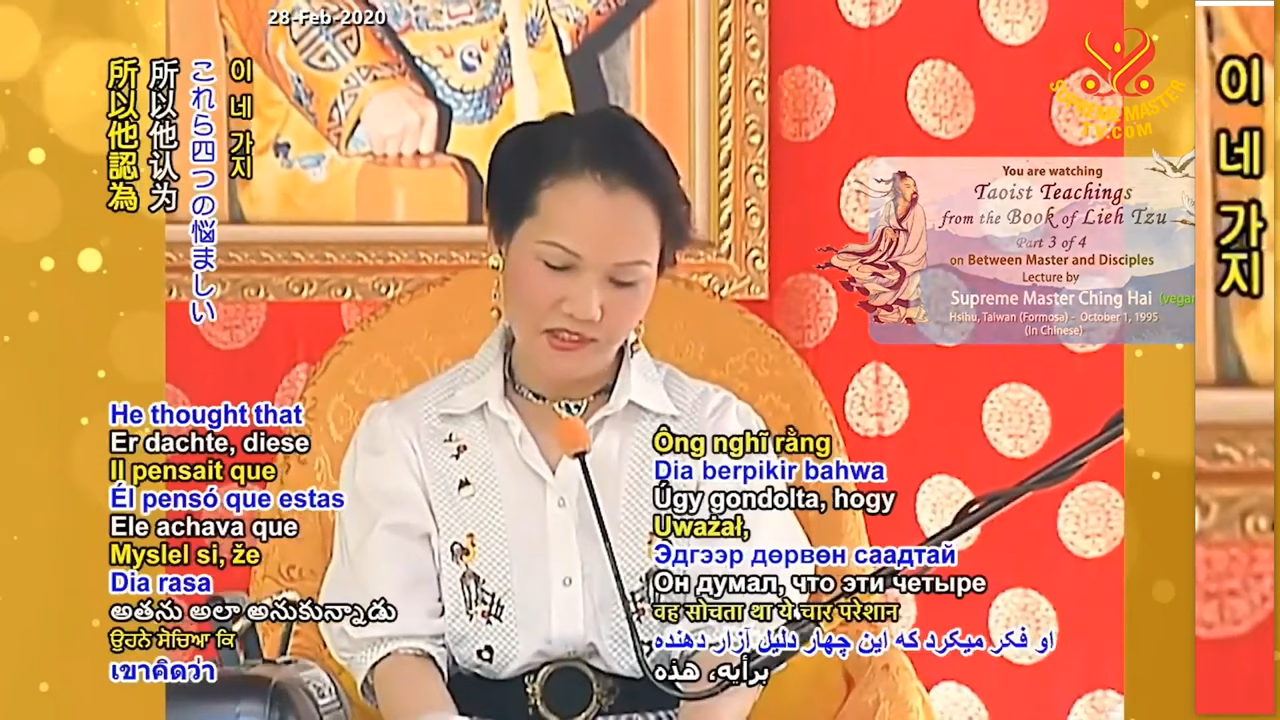 28-Feb-2020
이 네 가지
これら四つの悩ましい
所以他认为
所以他認為
SUPREME MASTER
TV.COM
You are watching
Taoist Teachings
from the Book of Lieh Tzu
Part 3 of 4
on Between Master and Disciples
Lecture by
Supreme Master Ching Hai (vegan
Hsihu, Taiwan (Formosa) - October 1, 1995
(In Chinese)
이 네 가지
He thought that
Er dachte, diese
Il pensait que
Él pensó que estas
Ele achava que
Myslel si, že
Dia rasa
ਉਹਨੇ ਸੋਚਿਆ ਕਿ
เขาคิดว่า
Ông nghĩ rằng
Dia berpikir bahwa
Úgy gondolta, hogy
Uważał,
Эдгээр дөрвөн саадтай
Он думал, что эти четыре
वह सोचता था ये चार परेशान
او فکر میکرد که این چهار دلیل آزار دهنده
برأيه، هذه